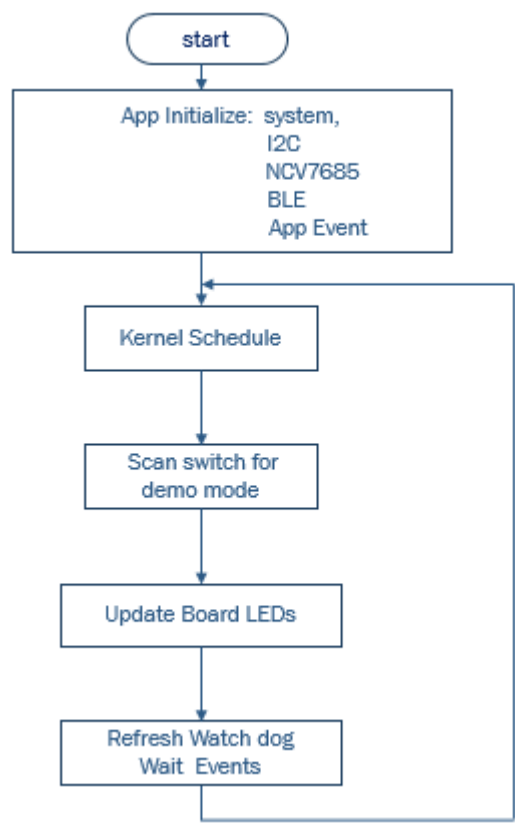 start
App Initialize: system,
I2C
NCV7685
BLE
App Event
Kernel Schedule
Scan switch for
demo mode
Update Board LEDs
Refresh Watch dog
Wait Events